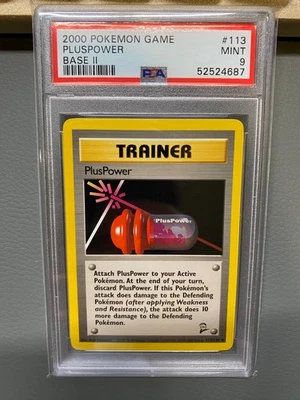 2000 POKEMON GAME #113
PLUSPOWER MINT
BASE II 9
PSA 52524687
TRAINER
PlusPower
PlusPower
Attach PlusPower to your Active
Pokémon. At the end of your turn,
discard PlusPower. If this Pokémon's
attack does damage to the Defending
Pokémon (after applying Weakness
and Resistance), the attack does 10
more damage to the Defending
Pokémon.